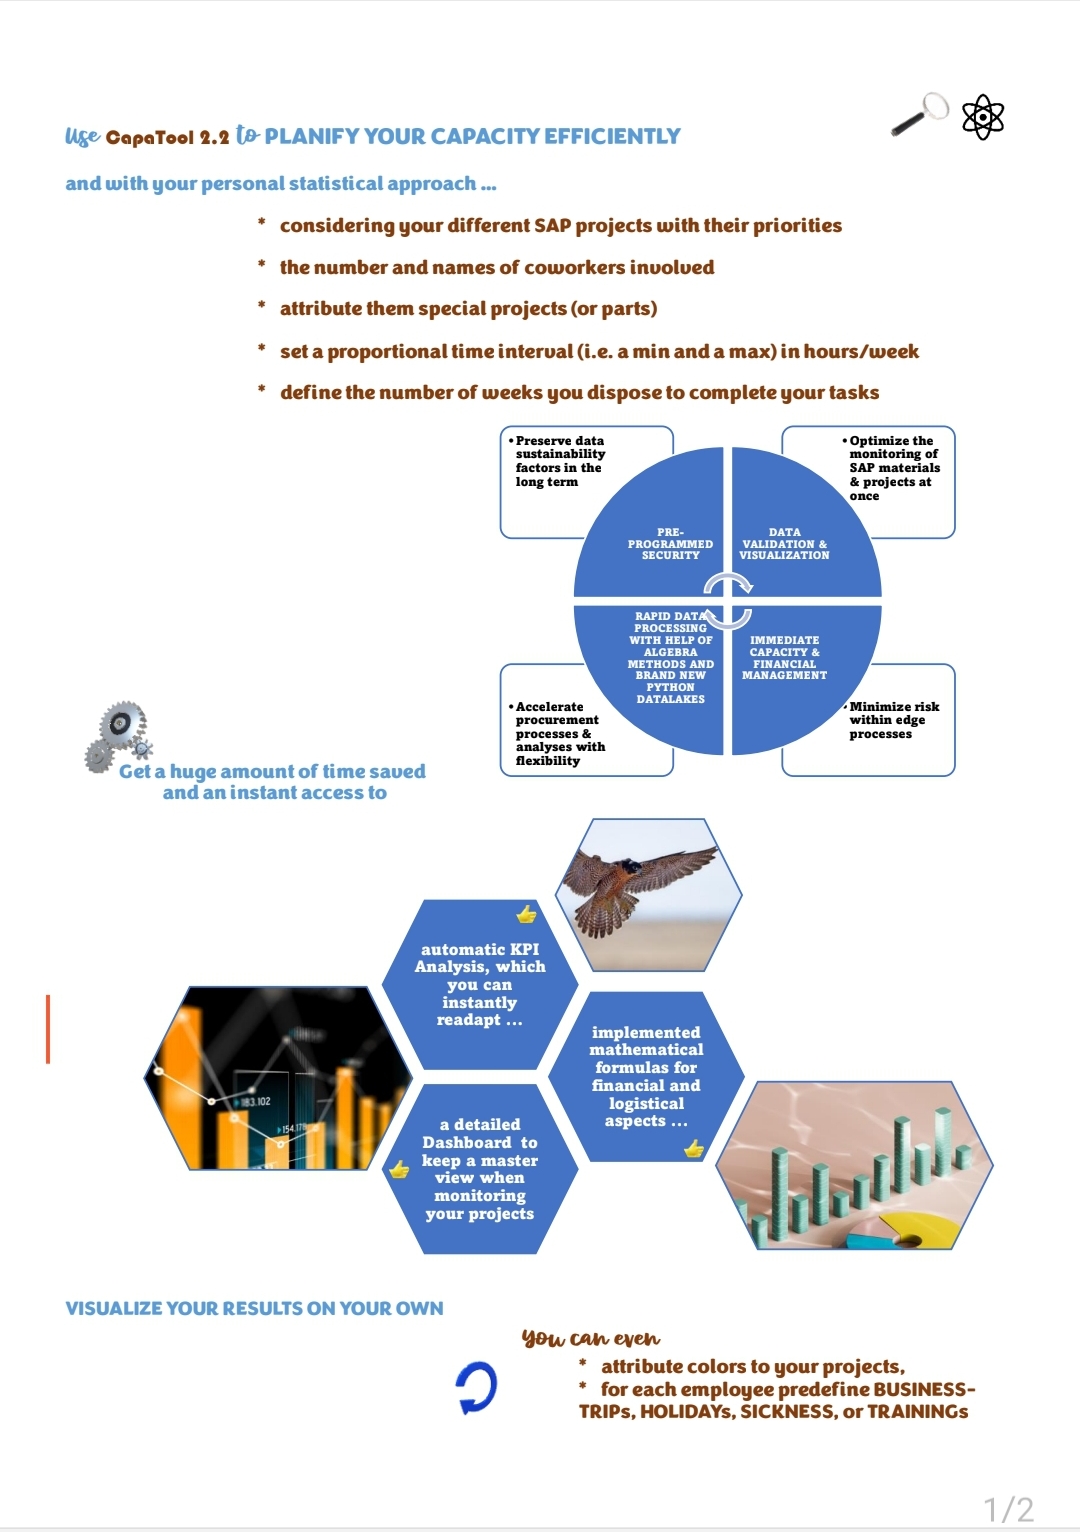 Use CapaTool 2.2 to PLANIFY YOUR CAPACITY EFFICIENTLY
and with your personal statistical approach ...
* considering your different SAP projects with their priorities
* the number and names of coworkers involved
* attribute them special projects (or parts)
* set a proportional time interval (i.e. a min and a max) in hours/week
* define the number of weeks you dispose to complete your tasks
• Preserve data
sustainability
factors in the
long term
• Optimize the
monitoring of
SAP materials
& projects at
once
PRE-
PROGRAMMED
SECURITY
DATA
VALIDATION &
VISUALIZATION
RAPID DATA
PROCESSING
WITH HELP OF
ALGEBRA
METHODS AND
BRAND NEW
PYTHON
DATALAKES
IMMEDIATE
CAPACITY &
FINANCIAL
MANAGEMENT
• Accelerate
procurement
processes &
analyses with
flexibility
• Minimize risk
within edge
processes
Get a huge amount of time saved
and an instant access to
automatic KPI
Analysis, which
you can
instantly
readapt ...
implemented
mathematical
formulas for
financial and
logistical
aspects ...
183.102
154.17
a detailed
Dashboard to
keep a master
view when
monitoring
your projects
VISUALIZE YOUR RESULTS ON YOUR OWN
You can even
* attribute colors to your projects,
* for each employee predefine BUSINESS-
TRIPs, HOLIDAYs, SICKNESS, or TRAININGs
1/2